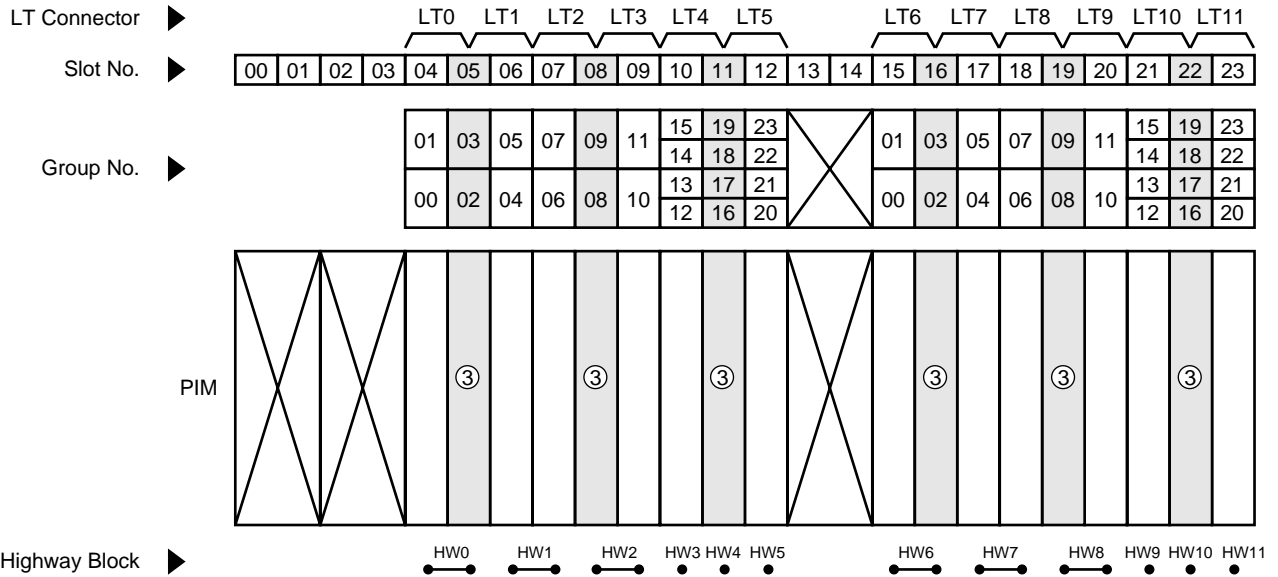 LT Connector LT0 LT1 LT2 LT3 LT4 LT5 LT6 LT7 LT8 LT9 LT10 LT11
Slot No. 00 01 02 03 04 05 06 07 08 09 10 11 12 13 14 15 16 17 18 19 20 21 22 23
Group No.
01 03 05 07 09 11 15 19 23 01 03 05 07 09 11 15 19 23
14 18 22 14 18 22
00 02 04 06 08 10 13 17 21 00 02 04 06 08 10 13 17 21
12 16 20 12 16 20
PIM ③ ③ ③ ③ ③ ③
Highway Block HW0 HW1 HW2 HW3 HW4 HW5 HW6 HW7 HW8 HW9 HW10 HW11